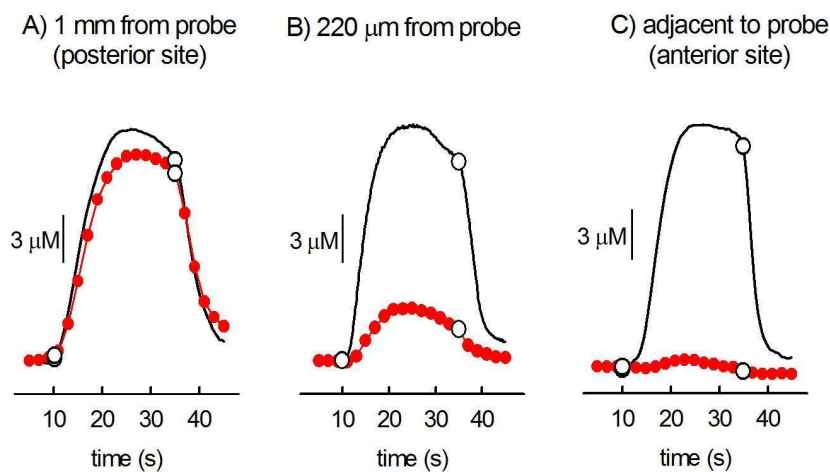 A) 1 mm from probe
(posterior site)
B) 220 μm from probe
C) adjacent to probe
(anterior site)
3 μM
3 μM
3 μM
10 20 30 40
10 20 30 40
10 20 30 40
time (s)
time (s)
time (s)